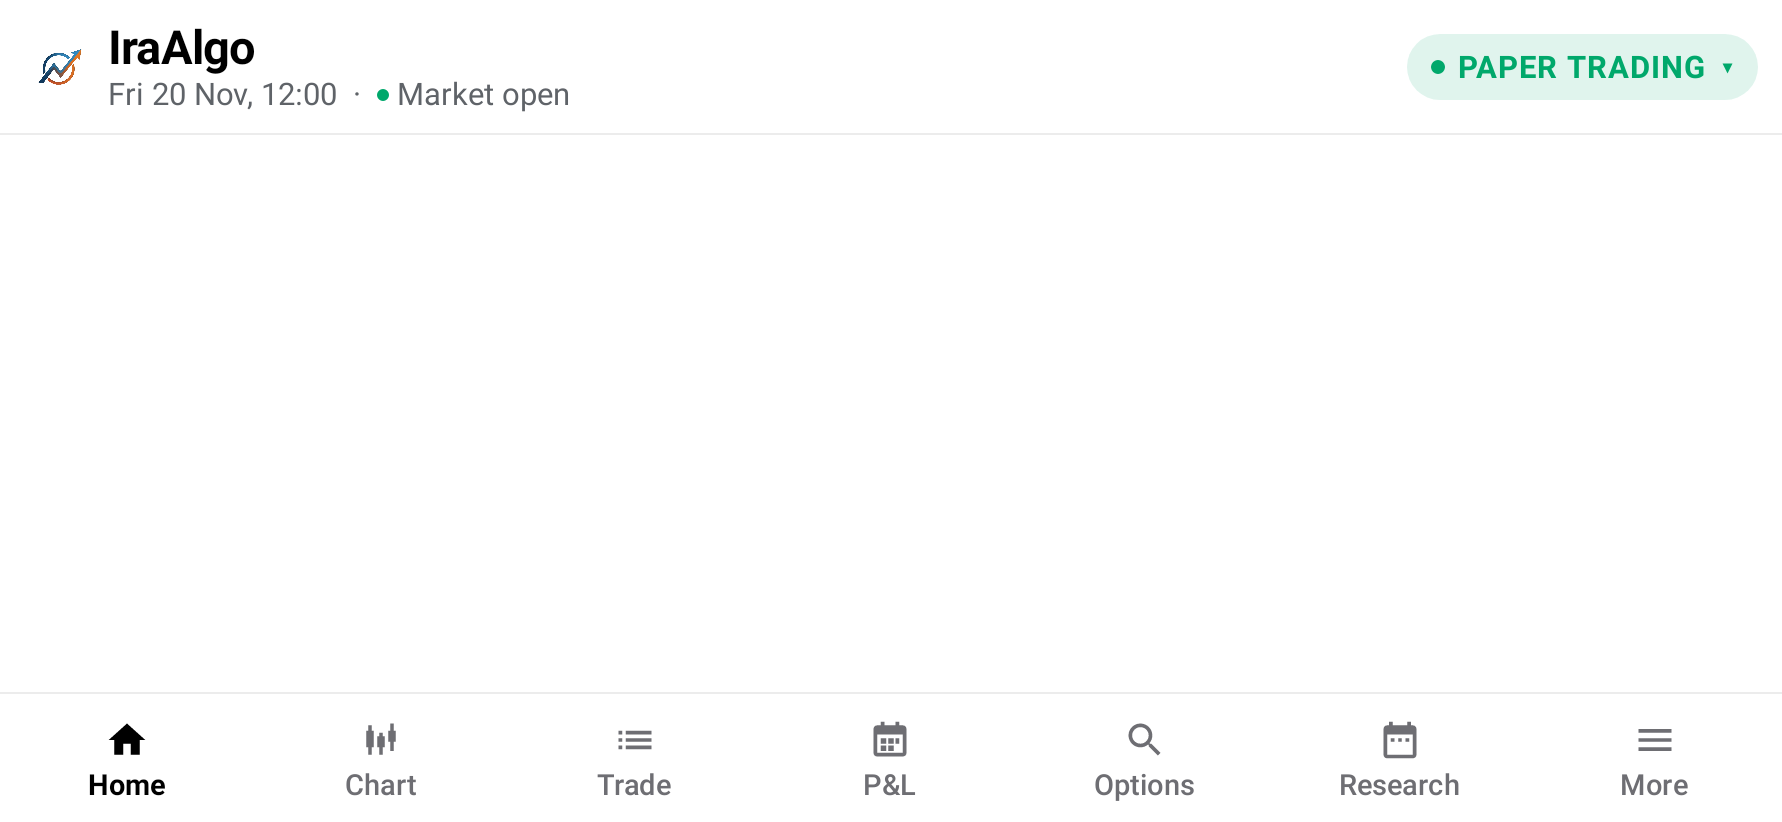 IraAlgo
Fri 20 Nov, 12:00 · Market open
PAPER TRADING ▾
Home
Chart
Trade
P&L
Options
Research
More